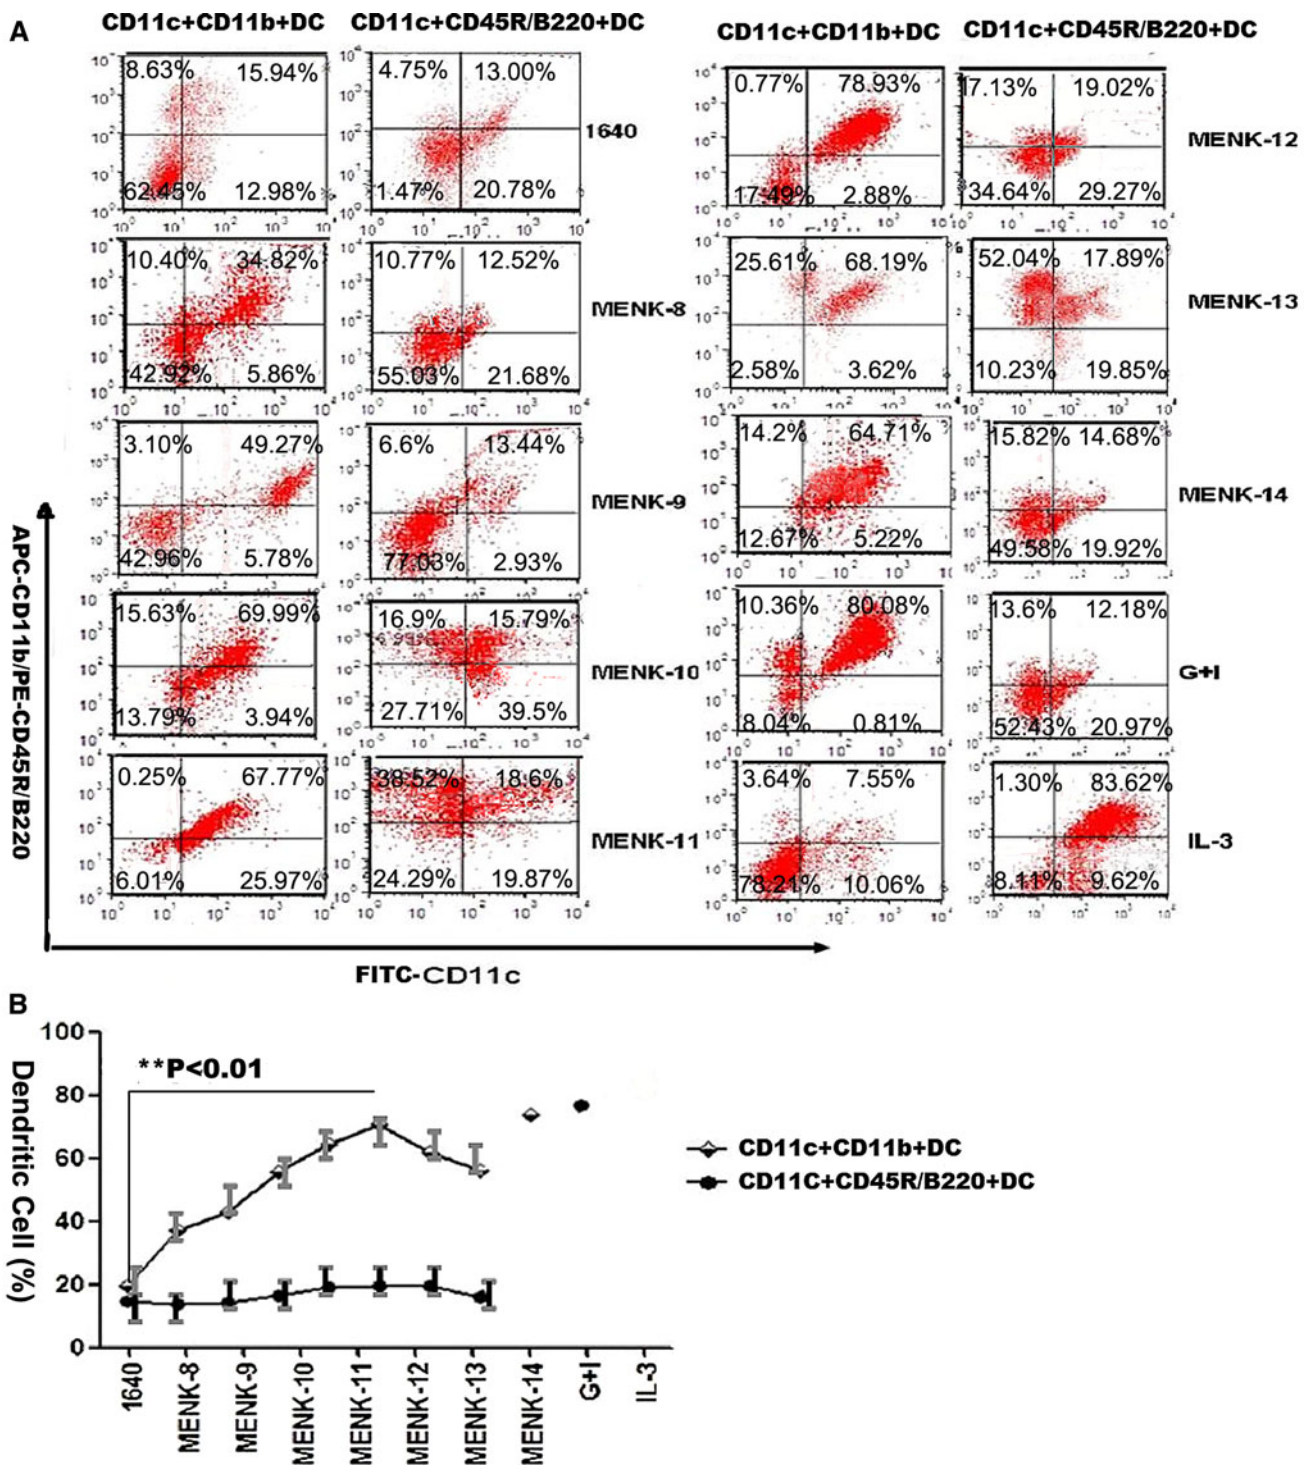 A
CD11c+CD11b+DC
CD11c+CD45R/B220+DC
CD11c+CD11b+DC
CD11c+CD45R/B220+DC
8.63% 15.94%
62.45% 12.98%
4.75% 13.00%
1.47% 20.78%
1640
0.77% 78.93%
17.49% 2.88%
7.13% 19.02%
34.64% 29.27%
MENK-12
10.40% 34.82%
42.92% 5.86%
10.77% 12.52%
55.03% 21.68%
MENK-8
25.61% 68.19%
2.58% 3.62%
52.04% 17.89%
10.23% 19.85%
MENK-13
3.10% 49.27%
42.96% 5.78%
6.6% 13.44%
77.03% 2.93%
MENK-9
14.2% 64.71%
12.67% 5.22%
15.82% 14.68%
49.58% 19.92%
MENK-14
15.63% 69.99%
13.79% 3.94%
16.9% 15.79%
27.71% 39.5%
MENK-10
10.36% 80.08%
8.04% 0.81%
13.6% 12.18%
52.43% 20.97%
G+I
0.25% 67.77%
6.01% 25.97%
38.52% 18.6%
24.29% 19.87%
MENK-11
3.64% 7.55%
78.21% 10.06%
1.30% 83.62%
8.11% 9.62%
IL-3
APC-CD11b/PE-CD45R/B220
FITC-CD11c
B
Dendritic Cell (%)
100
80
60
40
20
0
**P<0.01
CD11c+CD11b+DC
CD11C+CD45R/B220+DC
1640
MENK-8
MENK-9
MENK-10
MENK-11
MENK-12
MENK-13
MENK-14
G+I
IL-3